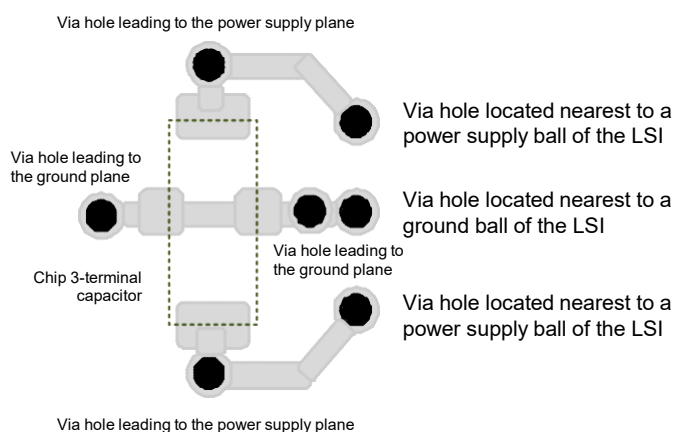 Via hole leading to the power supply plane
Via hole located nearest to a
power supply ball of the LSI
Via hole leading to
the ground plane
Via hole located nearest to a
ground ball of the LSI
Via hole leading to
the ground plane
Chip 3-terminal
capacitor
Via hole located nearest to a
power supply ball of the LSI
Via hole leading to the power supply plane